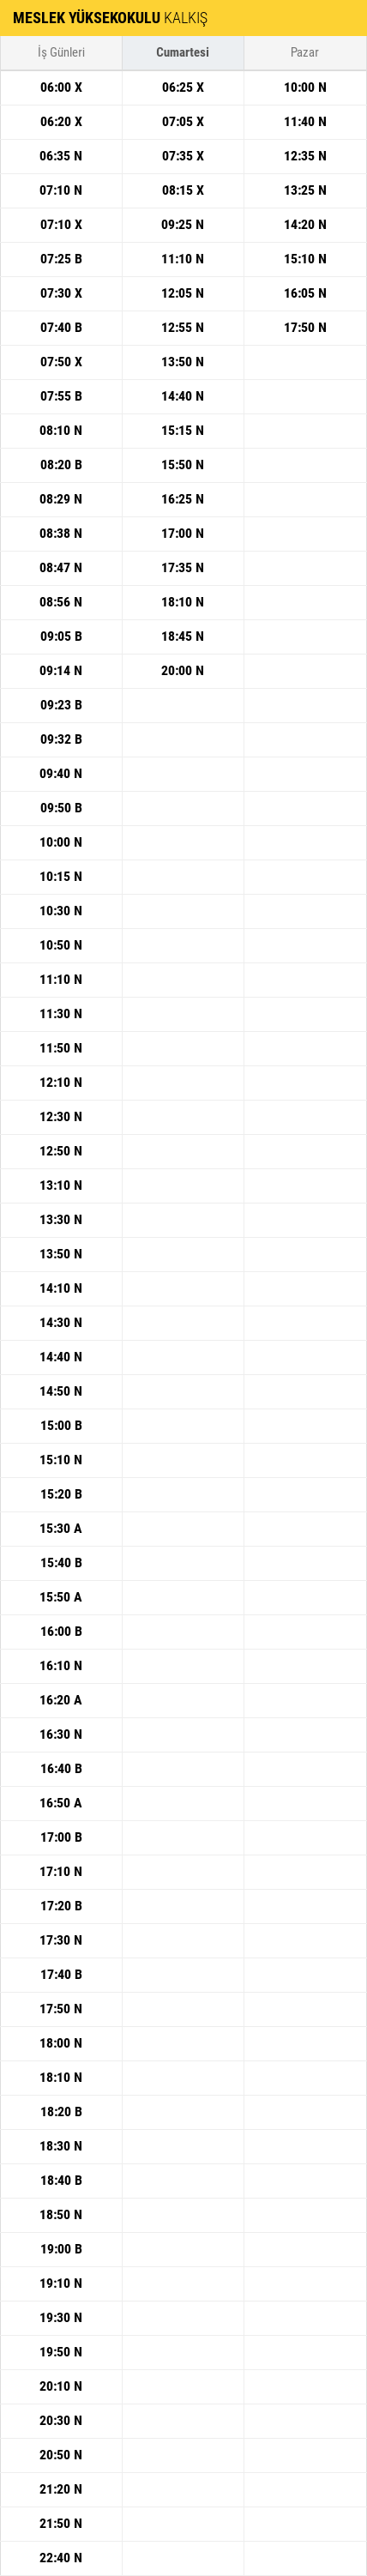 MESLEK YÜKSEKOKULU KALKIŞ
İş Günleri Cumartesi Pazar
06:00 X 06:25 X 10:00 N
06:20 X 07:05 X 11:40 N
06:35 N 07:35 X 12:35 N
07:10 N 08:15 X 13:25 N
07:10 X 09:25 N 14:20 N
07:25 B 11:10 N 15:10 N
07:30 X 12:05 N 16:05 N
07:40 B 12:55 N 17:50 N
07:50 X 13:50 N
07:55 B 14:40 N
08:10 N 15:15 N
08:20 B 15:50 N
08:29 N 16:25 N
08:38 N 17:00 N
08:47 N 17:35 N
08:56 N 18:10 N
09:05 B 18:45 N
09:14 N 20:00 N
09:23 B
09:32 B
09:40 N
09:50 B
10:00 N
10:15 N
10:30 N
10:50 N
11:10 N
11:30 N
11:50 N
12:10 N
12:30 N
12:50 N
13:10 N
13:30 N
13:50 N
14:10 N
14:30 N
14:40 N
14:50 N
15:00 B
15:10 N
15:20 B
15:30 A
15:40 B
15:50 A
16:00 B
16:10 N
16:20 A
16:30 N
16:40 B
16:50 A
17:00 B
17:10 N
17:20 B
17:30 N
17:40 B
17:50 N
18:00 N
18:10 N
18:20 B
18:30 N
18:40 B
18:50 N
19:00 B
19:10 N
19:30 N
19:50 N
20:10 N
20:30 N
20:50 N
21:20 N
21:50 N
22:40 N